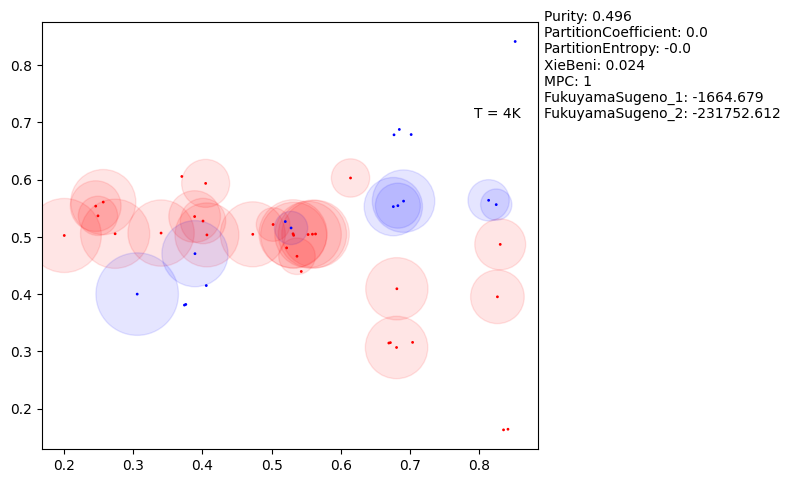 Purity: 0.496
PartitionCoefficient: 0.0
PartitionEntropy: -0.0
XieBeni: 0.024
MPC: 1
FukuyamaSugeno_1: -1664.679
FukuyamaSugeno_2: -231752.612
T = 4K
0.8
0.7
0.6
0.5
0.4
0.3
0.2
0.2 0.3 0.4 0.5 0.6 0.7 0.8